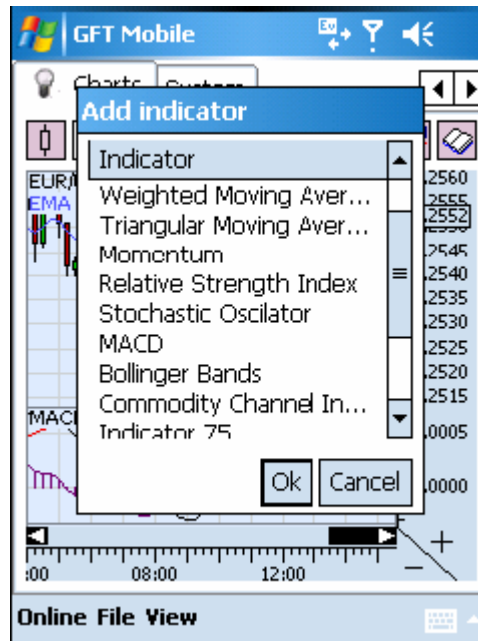 GFT Mobile
Charts
Add indicator
Indicator
EUR/
.2560
EMA
Weighted Moving Aver...
.2555
.2552
Triangular Moving Aver...
Momentum
.2545
Relative Strength Index
.2540
.2535
Stochastic Oscilator
.2530
MACD
.2525
Bollinger Bands
.2520
Commodity Channel In...
.2515
MACD
Indicator 75
.0005
Ok
Cancel
.0000
:00
08:00
12:00
Online File View